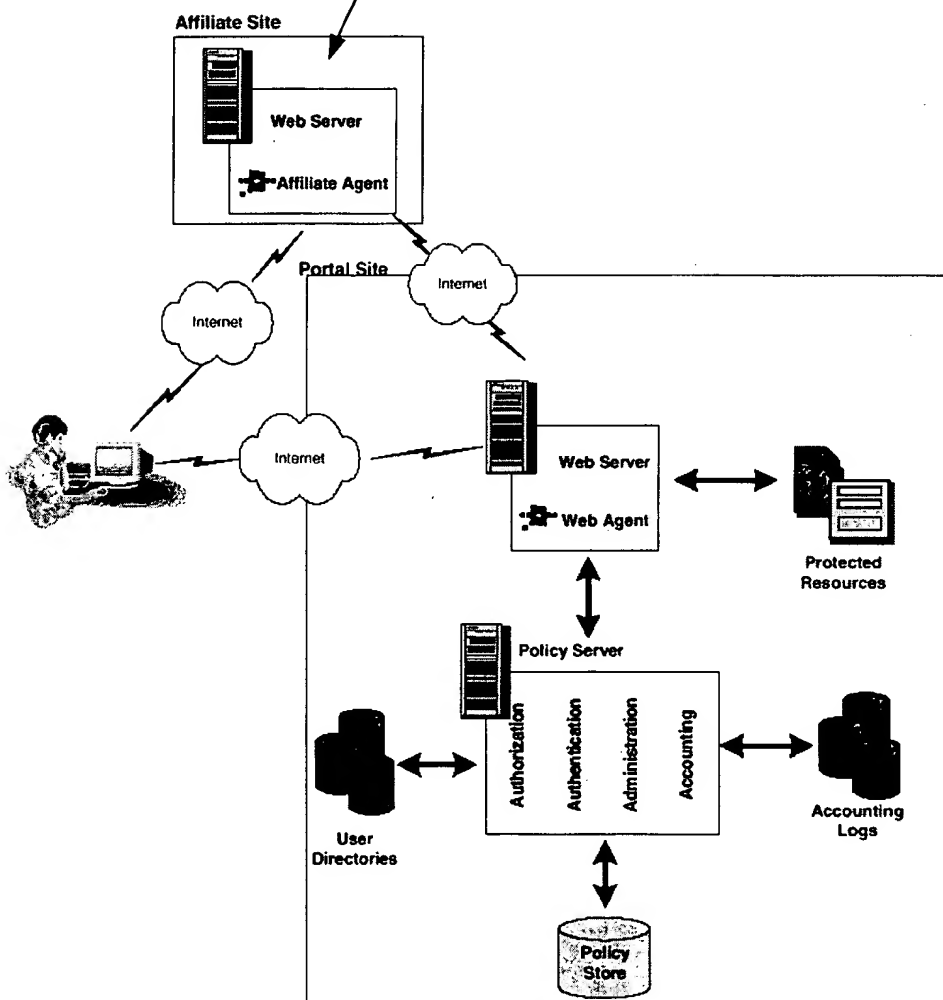 Affiliate Site
Web Server
Affiliate Agent
Portal Site
Internet
Internet
Internet
Web Server
Web Agent
Protected
Resources
Policy Server
Authorization
Authentication
Administration
Accounting
User
Directories
Accounting
Logs
Policy
Store